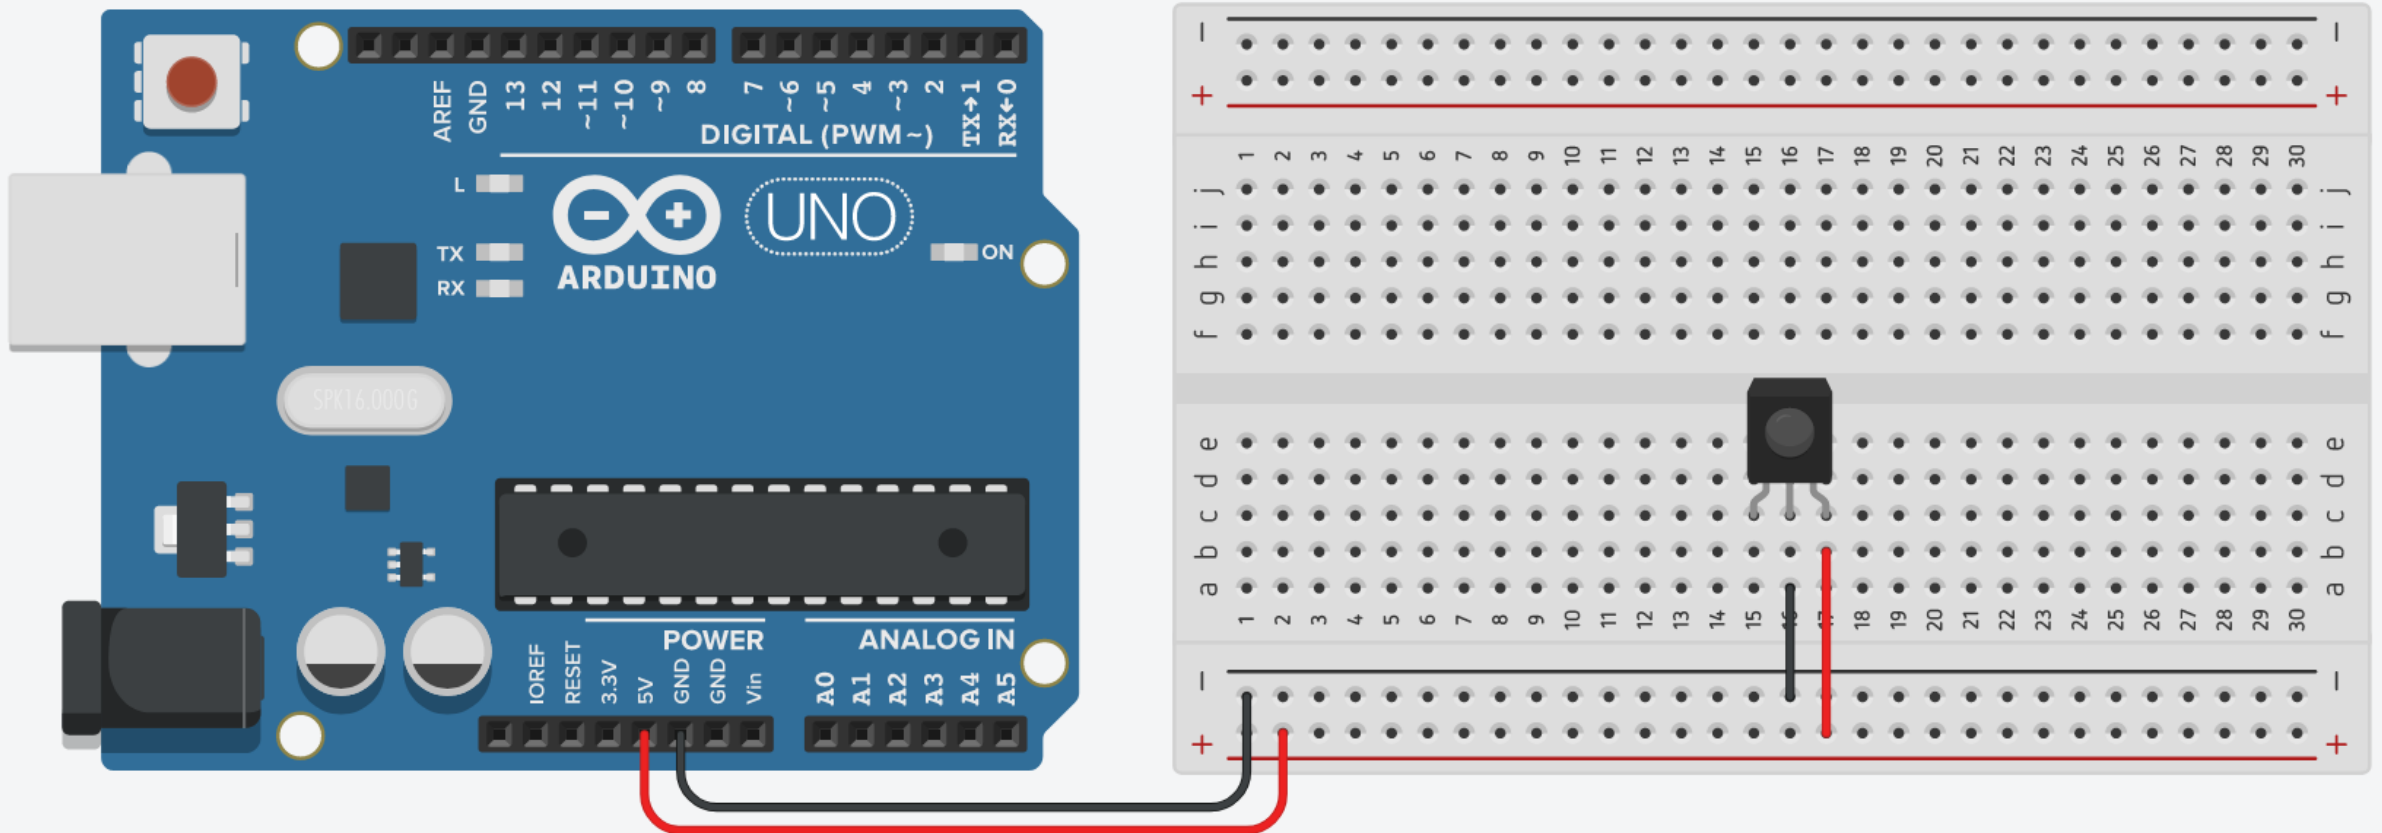 AREF GND 13 12 ~11 ~10 ~9 8 7 ~6 ~5 4 ~3 2 TX→1 RX←0
DIGITAL (PWM~)
L
TX
RX
ARDUINO
UNO
ON
SPK16.000G
POWER
ANALOG IN
IOREF RESET 3.3V 5V GND GND Vin A0 A1 A2 A3 A4 A5
− −
+ +
1 2 3 4 5 6 7 8 9 10 11 12 13 14 15 16 17 18 19 20 21 22 23 24 25 26 27 28 29 30
j j
i i
h h
g g
f f
e e
d d
c c
b b
a a
1 2 3 4 5 6 7 8 9 10 11 12 13 14 15 16 17 18 19 20 21 22 23 24 25 26 27 28 29 30
− −
+ +